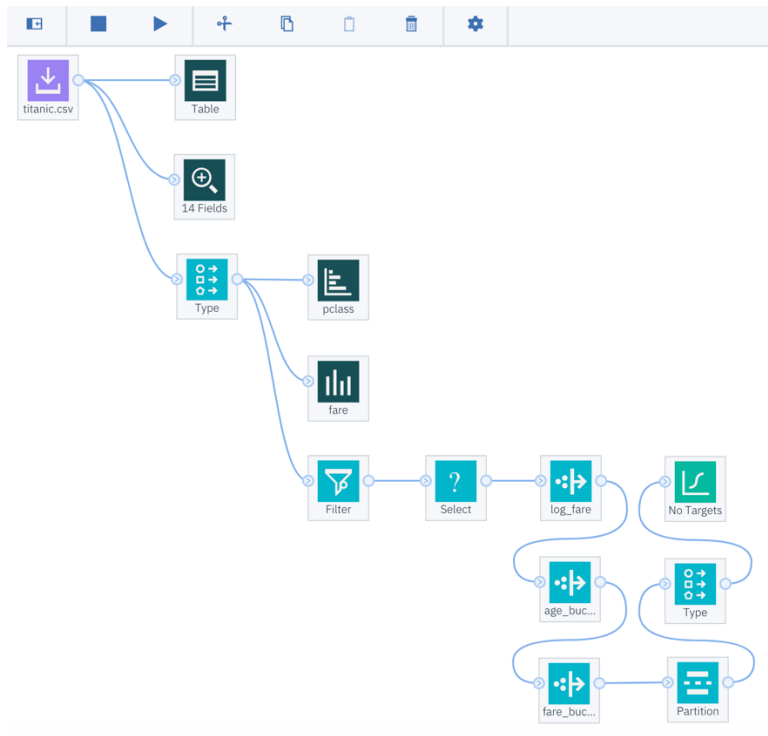 titanic.csv
Table
14 Fields
Type
pclass
fare
Filter
?
Select
log_fare
No Targets
age_buc...
Type
fare_buc...
Partition